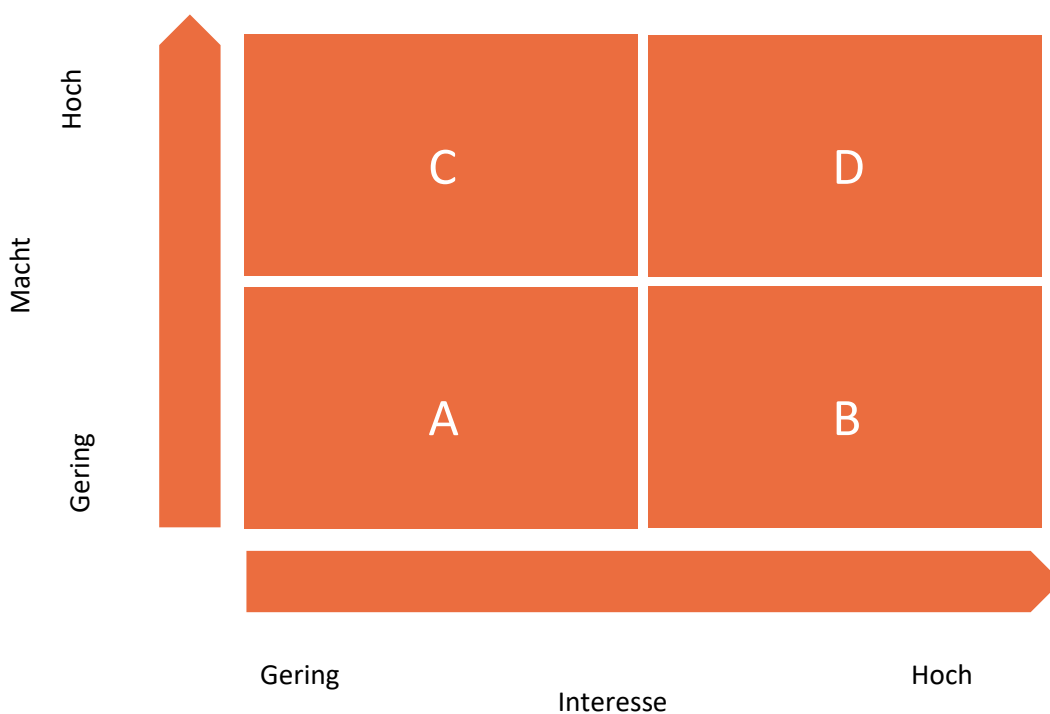 Hoch
C
D
Macht
A
B
Gering
Gering
Hoch
Interesse